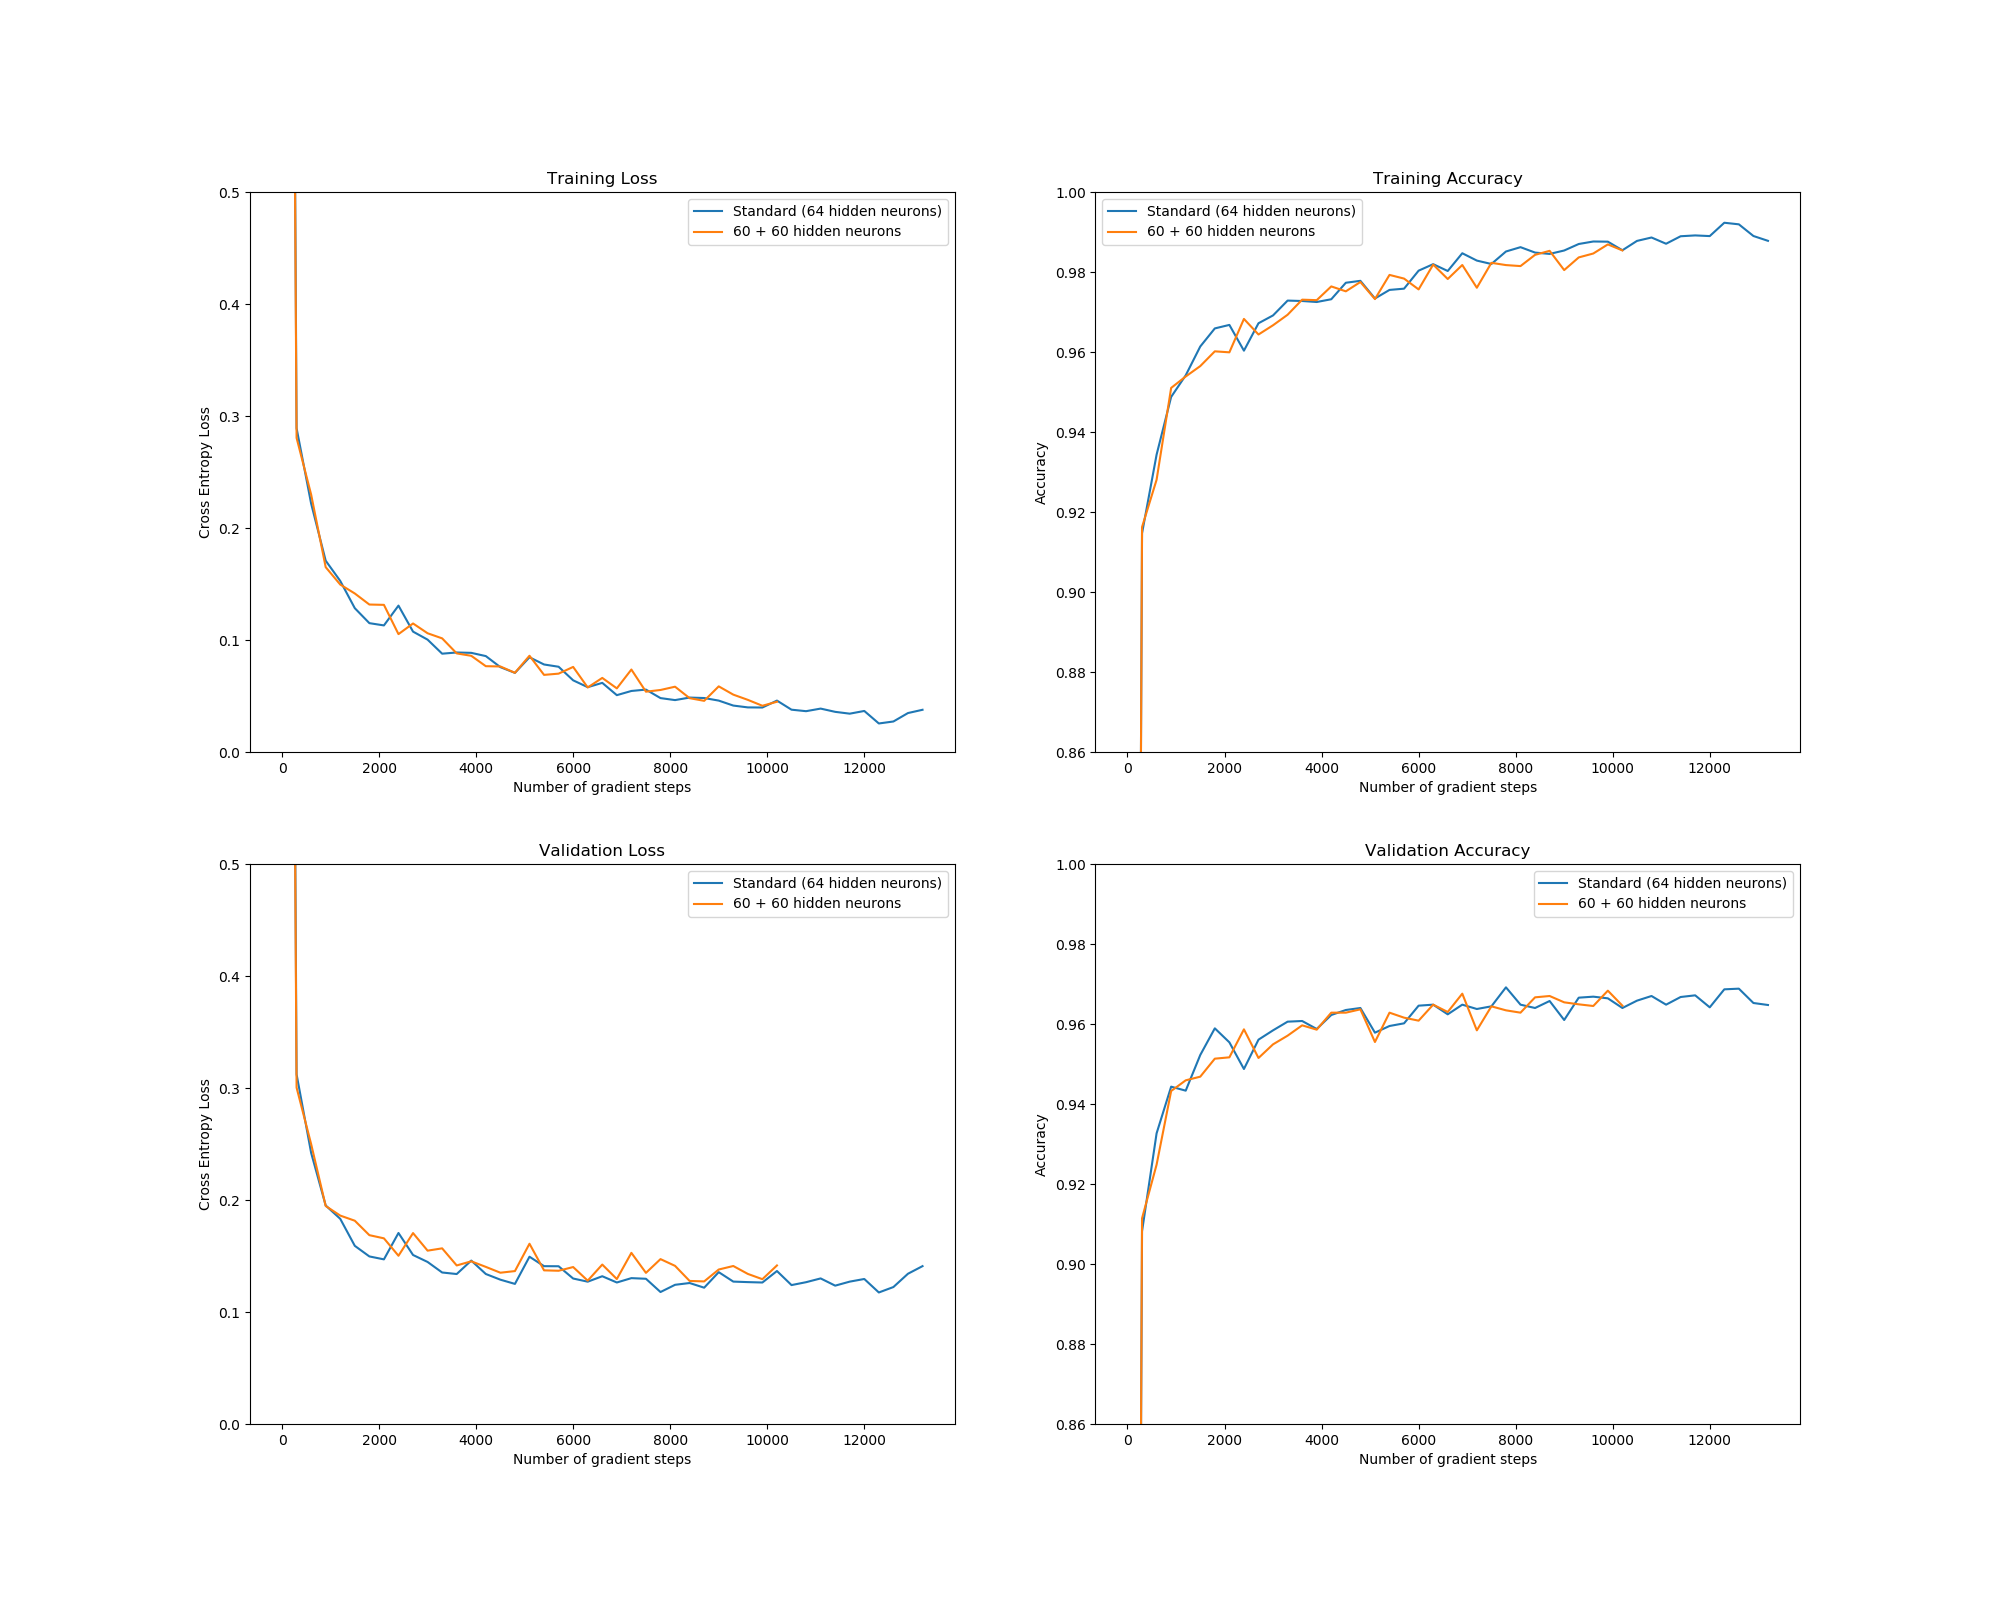 Training Loss
Cross Entropy Loss
0.5
0.4
0.3
0.2
0.1
0.0
Standard (64 hidden neurons)
60 + 60 hidden neurons
0 2000 4000 6000 8000 10000 12000
Number of gradient steps
Training Accuracy
Accuracy
1.00
0.98
0.96
0.94
0.92
0.90
0.88
0.86
Standard (64 hidden neurons)
60 + 60 hidden neurons
0 2000 4000 6000 8000 10000 12000
Number of gradient steps
Validation Loss
Cross Entropy Loss
0.5
0.4
0.3
0.2
0.1
0.0
Standard (64 hidden neurons)
60 + 60 hidden neurons
0 2000 4000 6000 8000 10000 12000
Number of gradient steps
Validation Accuracy
Accuracy
1.00
0.98
0.96
0.94
0.92
0.90
0.88
0.86
Standard (64 hidden neurons)
60 + 60 hidden neurons
0 2000 4000 6000 8000 10000 12000
Number of gradient steps